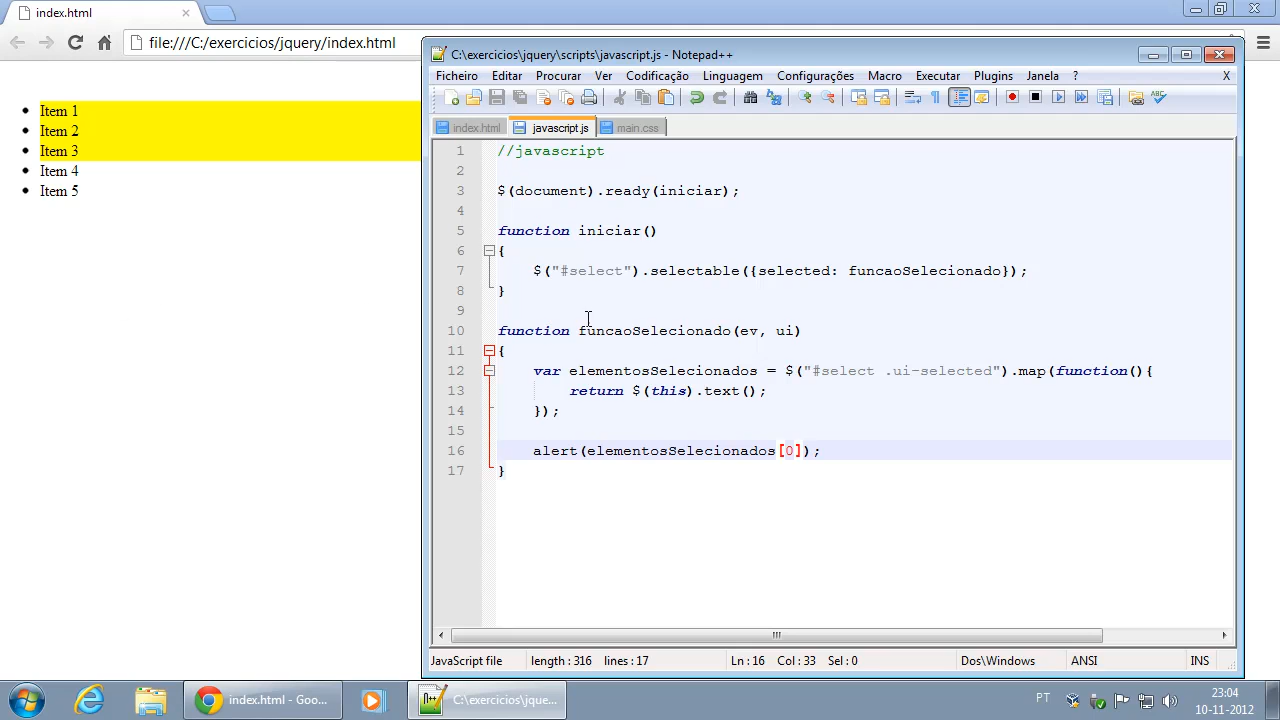 index.html
file:///C:/exercicios/jquery/index.html
Item 1
Item 2
Item 3
Item 4
Item 5
C:\exercicios\jquery\scripts\javascript.js - Notepad++
Ficheiro Editar Procurar Ver Codificação Linguagem Configurações Macro Executar Plugins Janela ? X
index.html javascript.js main.css
1 //javascript
2
3 $(document).ready(iniciar);
4
5 function iniciar()
6 {
7 $("#select").selectable({selected: funcaoSelecionado});
8 }
9
10 function funcaoSelecionado(ev, ui)
11 {
12 var elementosSelecionados = $("#select .ui-selected").map(function(){
13 return $(this).text();
14 });
15
16 alert(elementosSelecionados[0]);
17 }
JavaScript file length : 316 lines : 17 Ln : 16 Col : 33 Sel : 0 Dos\Windows ANSI INS
index.html - Goo...
C:\exercicios\jque...
PT
23:04
10-11-2012